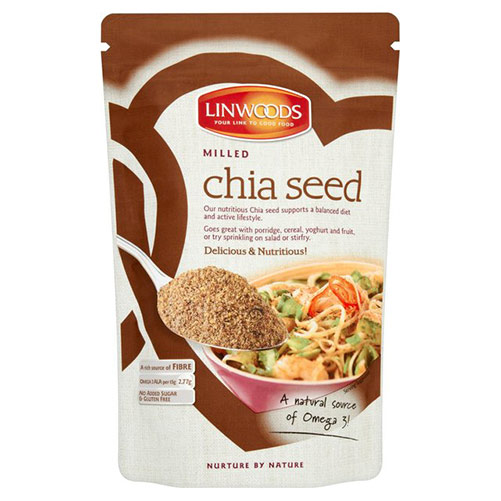 LINWOODS
YOUR LINK TO GOOD FOOD
MILLED
chia seed
Our nutritious Chia seed supports a balanced diet
and active lifestyle.
Goes great with porridge, cereal, yoghurt and fruit,
or try sprinkling on salad or stirfry.
Delicious & Nutritious!
A rich source of FIBRE
OMEGA 3 ALA per 15g 2.77g
NO ADDED SUGAR
& GLUTEN FREE
A natural source
of Omega 3!
NURTURE BY NATURE